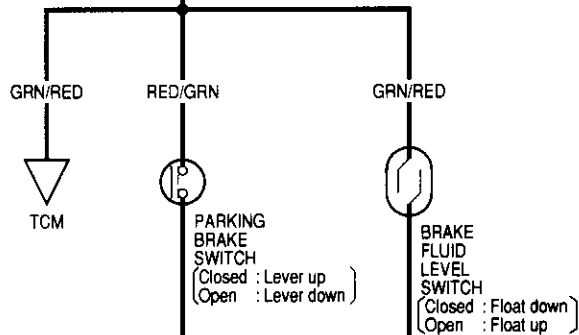 GRN/RED
RED/GRN
GRN/RED
TCM
PARKING
BRAKE
SWITCH
(Closed : Lever up)
(Open : Lever down)
BRAKE
FLUID
LEVEL
SWITCH
(Closed : Float down)
(Open : Float up)